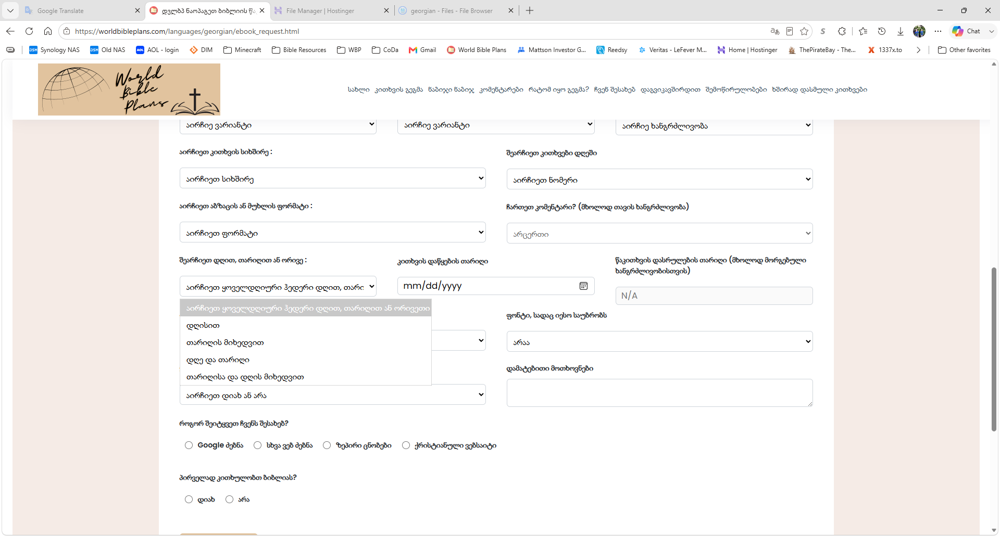 Google Translate
დვლბპ ნაოპაგეთ ბიბლიის წა
File Manager | Hostinger
georgian - Files - File Browser
https://worldbibleplans.com/languages/georgian/ebook_request.html
Chat
Synology NAS
Old NAS
AOL - login
DIM
Minecraft
Bible Resources
WBP
CoDa
Gmail
World Bible Plans
Mattson Investor G...
Reedsy
Veritas - LeFever M...
Home | Hostinger
ThePirateBay - The...
1337x.to
Other favorites
World
Bible
Plans
სახლი კითხვის გეგმა ნაბიჯი ნაბიჯ კომენტარები რატომ იყო გეგმა? ჩვენ შესახებ დაგვიკავშირდით შემოწირულობები ხშირად დასმული კითხვები
აირჩიე ვარიანტი
აირჩიე ვარიანტი
აირჩიე ხანგრძლივობა
აირჩიეთ კითხვის სიხშირე :
შეარჩიეთ კითხვები დღეში
აირჩიეთ სიხშირე
აირჩიეთ ნომერი
აირჩიეთ აბზაცის ან მუხლის ფორმატი :
ჩართეთ კომენტარი? (მხოლოდ თავის ხანგრძლივობა)
აირჩიეთ ფორმატი
არცერთი
შეარჩიეთ დღით, თარიღით ან ორივე :
კითხვის დაწყების თარიღი
წაკითხვის დასრულების თარიღი (მხოლოდ მორგებული
ხანგრძლივობისთვის)
აირჩიეთ ყოველდღიური ჰედერი დღით, თარი
mm/dd/yyyy
N/A
აირჩიეთ ყოველდღიური ჰედერი დღით, თარიღით ან ორივეთი
დღისით
თარიღის მიხედვით
დღე და თარიღი
თარიღისა და დღის მიხედვით
ფონტი, სადაც იესო საუბრობს
არაა
დამატებითი მოთხოვნები
აირჩიეთ დიახ ან არა
როგორ შეიტყვეთ ჩვენს შესახებ?
Google ძებნა
სხვა ვებ ძებნა
ზეპირი ცნობები
ქრისტიანული ვებსაიტი
პირველად კითხულობთ ბიბლიას?
დიახ
არა